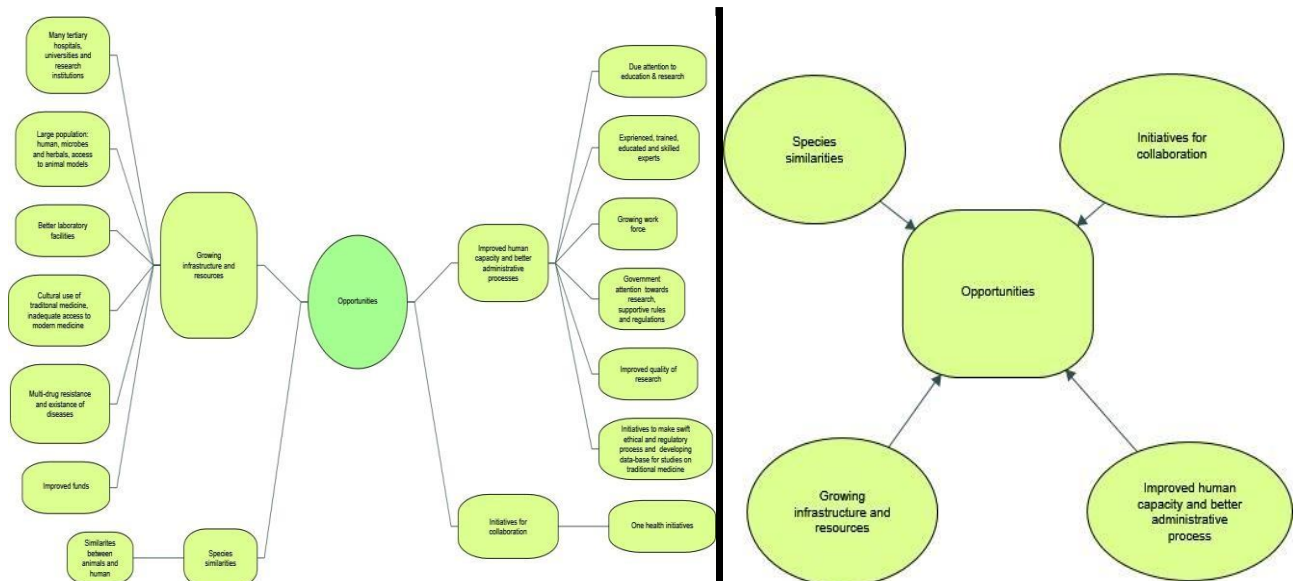 Many tertiary
hospitals,
universities and
research
institutions
Large population:
human, microbes
and herbals, access
to animal models
Better laboratory
facilities
Cultural use of
traditonal medicine,
inadequate access to
modern medicine
Multi-drug resistance
and existance of
diseases
Improved funds
Similarites
between
animals and
human
Growing
infrastructure and
resources
Species
similarities
Opportunities
Improved human
capacity and better
administrative
processes
Initiatives for
collaboration
Due attention to
education & research
Exprienced, trained,
educated and skilled
experts
Growing work
force
Government
attention towards
research,
supportive rules
and regulations
Improved quality of
research
Initiatives to make swift
ethical and regulatory
process and developing
data-base for studies on
traditional medicine
One health initiatives
Species
similarities
Initiatives for
collaboration
Opportunities
Growing
infrastructure and
resources
Improved human
capacity and better
administrative
process